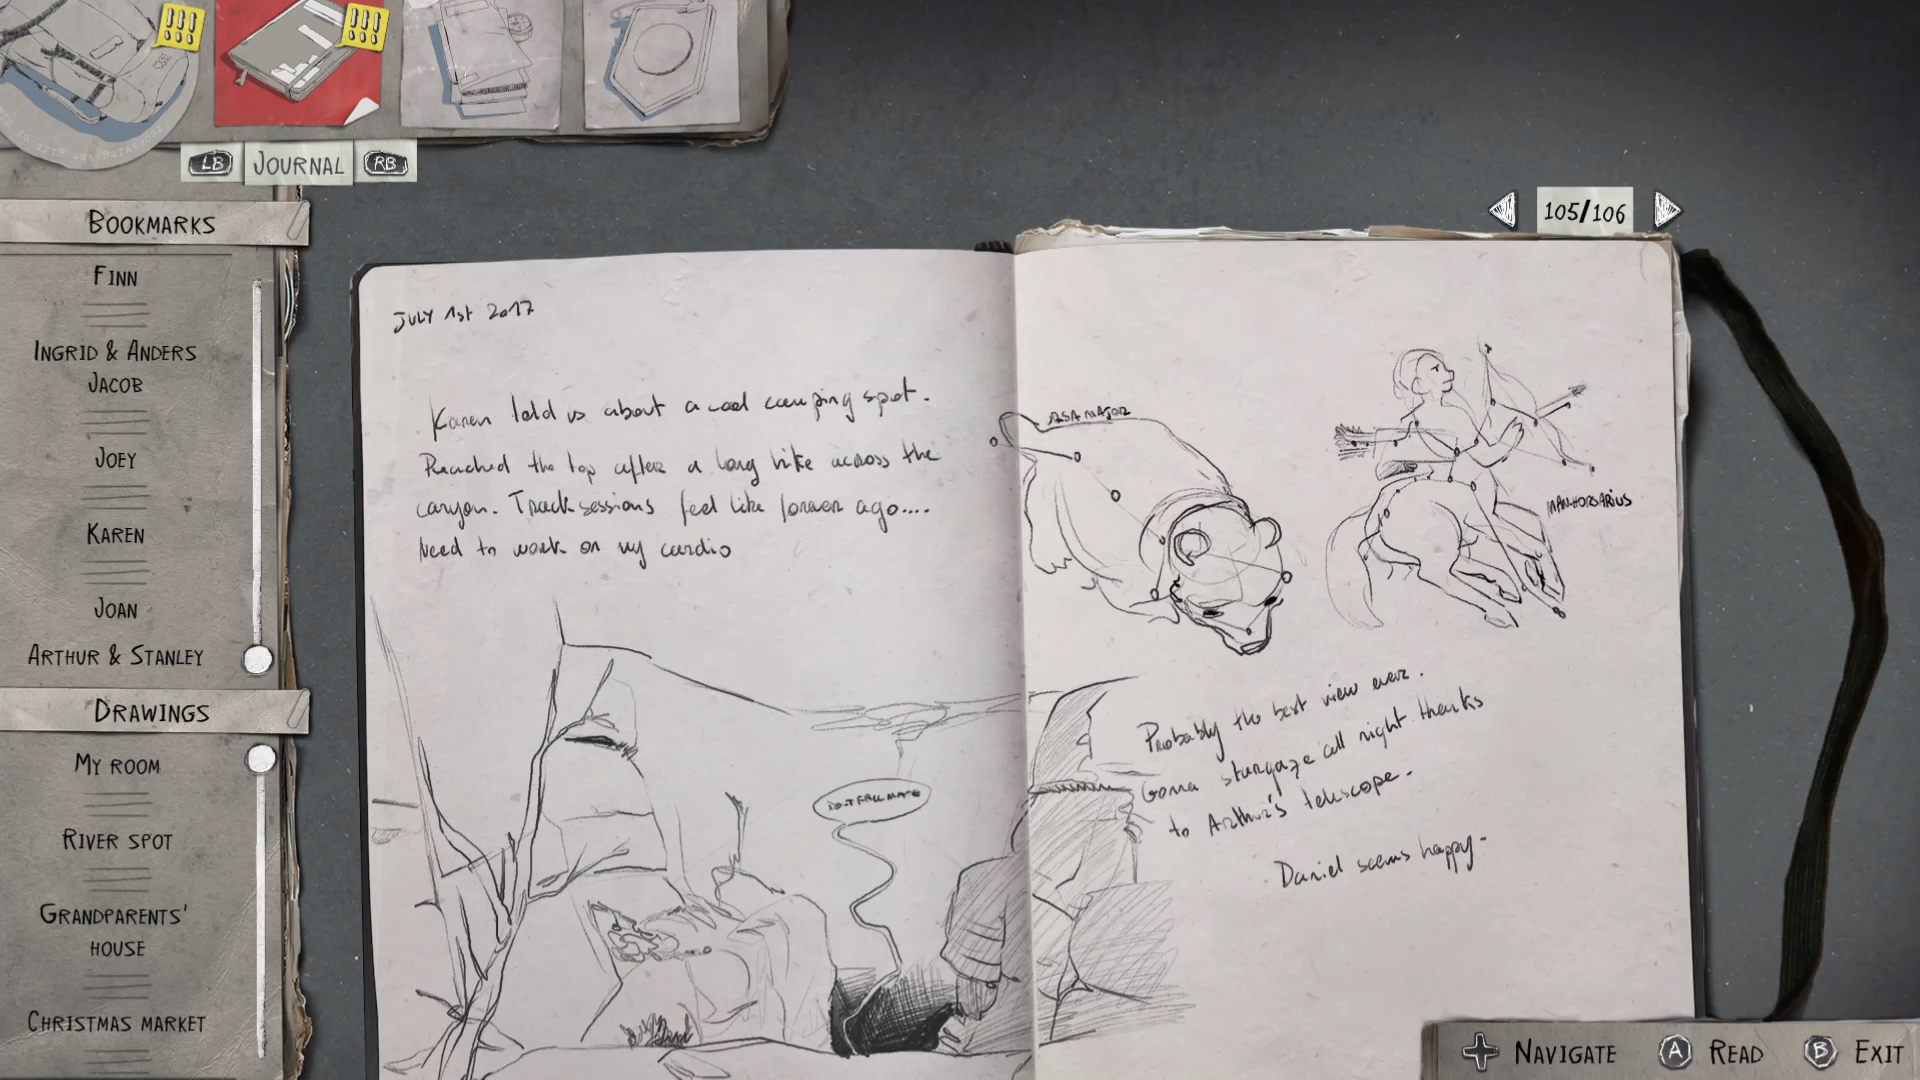 LB
JOURNAL
RB
BOOKMARKS
FINN
INGRID & ANDERS
JACOB
JOEY
KAREN
JOAN
ARTHUR & STANLEY
DRAWINGS
MY ROOM
RIVER SPOT
GRANDPARENTS'
HOUSE
CHRISTMAS MARKET
105/106
JULY 1st 2017
Karen told us about a cool camping spot.
Reached the top after a long hike across the
canyon. Track sessions feel like forever ago....
Need to work on my cardio
MAJOR
MAN-HORSARIUS
Probably the best view ever.
Gonna stargaze all night thanks
to Arthur's telescope.
Daniel seems happy.
NAVIGATE
A
READ
B
EXIT